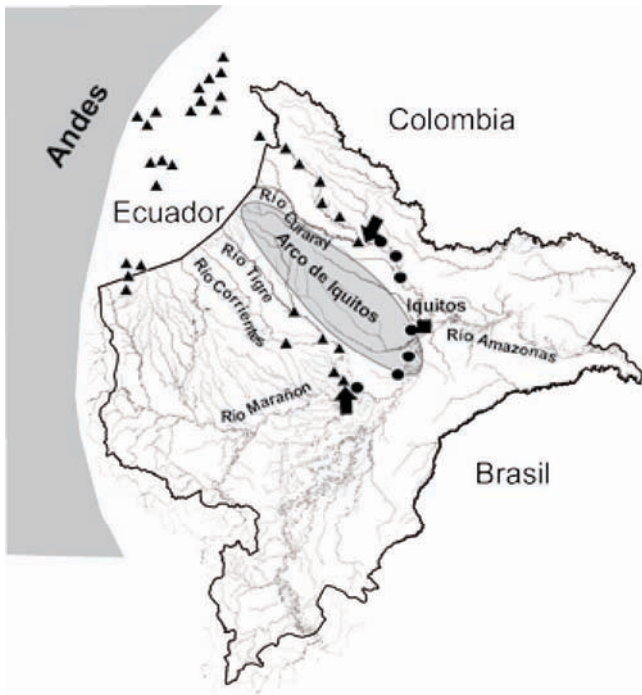 Andes
Colombia
Ecuador
Río Curaray
Arco de Iquitos
Río Tigre
Río Corrientes
Iquitos
Río Amazonas
Río Marañon
Brasil